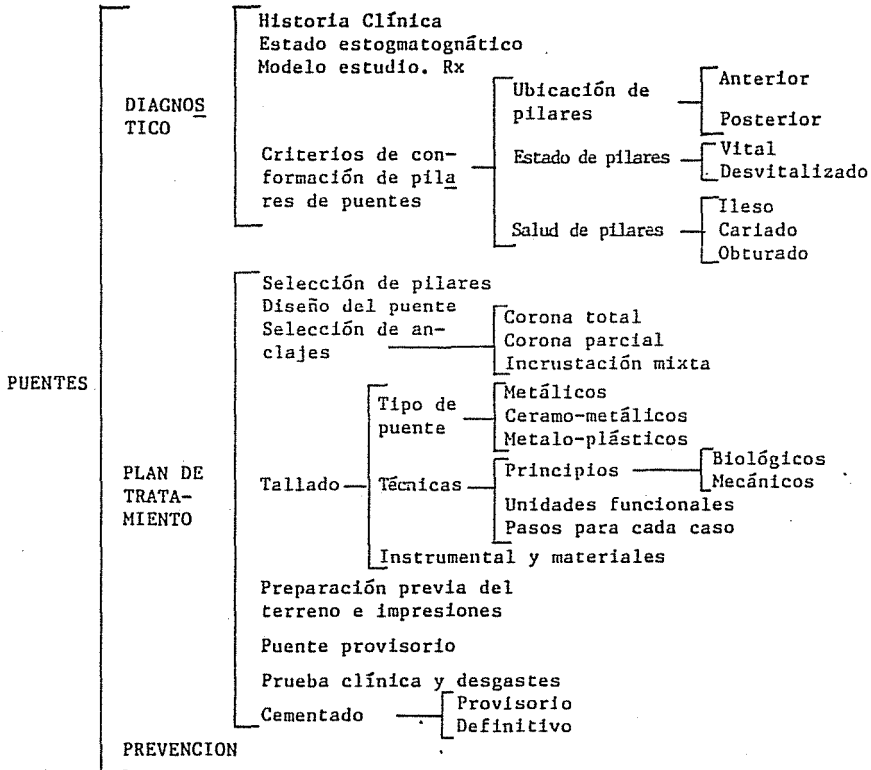 PUENTES
DIAGNOS
TICO
Historia Clínica
Estado estogmatognático
Modelo estudio. Rx
Criterios de con-
formación de pila
res de puentes
Ubicación de
pilares
Anterior
Posterior
Estado de pilares
Vital
Desvitalizado
Salud de pilares
Ileso
Cariado
Obturado
PLAN DE
TRATA-
MIENTO
Selección de pilares
Diseño del puente
Selección de an-
clajes
Corona total
Corona parcial
Incrustación mixta
Tallado
Tipo de
puente
Metálicos
Ceramo-metálicos
Metalo-plásticos
Técnicas
Principios
Biológicos
Mecánicos
Unidades funcionales
Pasos para cada caso
Instrumental y materiales
Preparación previa del
terreno e impresiones
Puente provisorio
Prueba clínica y desgastes
Cementado
Provisorio
Definitivo
PREVENCION